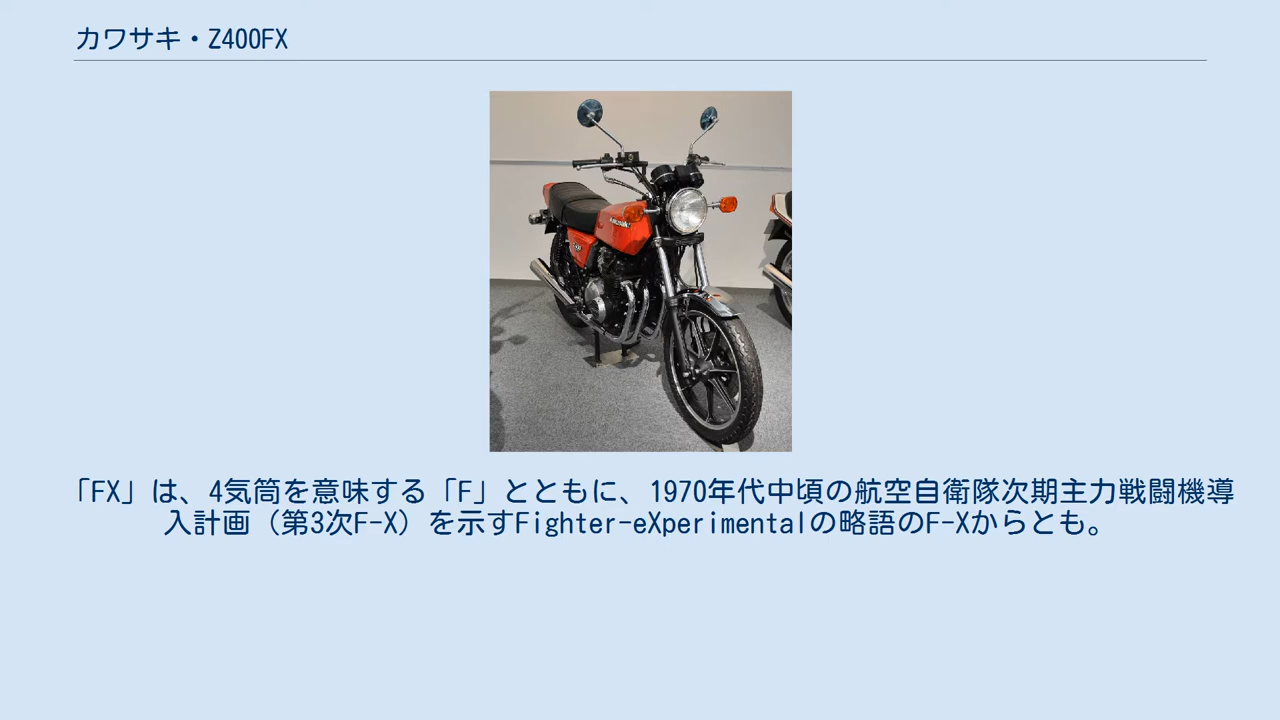 カワサキ・Z400FX
Kawasaki
「FX」は、4気筒を意味する「F」とともに、1970年代中頃の航空自衛隊次期主力戦闘機導
入計画（第3次F-X）を示すFighter-eXperimentalの略語のF-Xからとも。